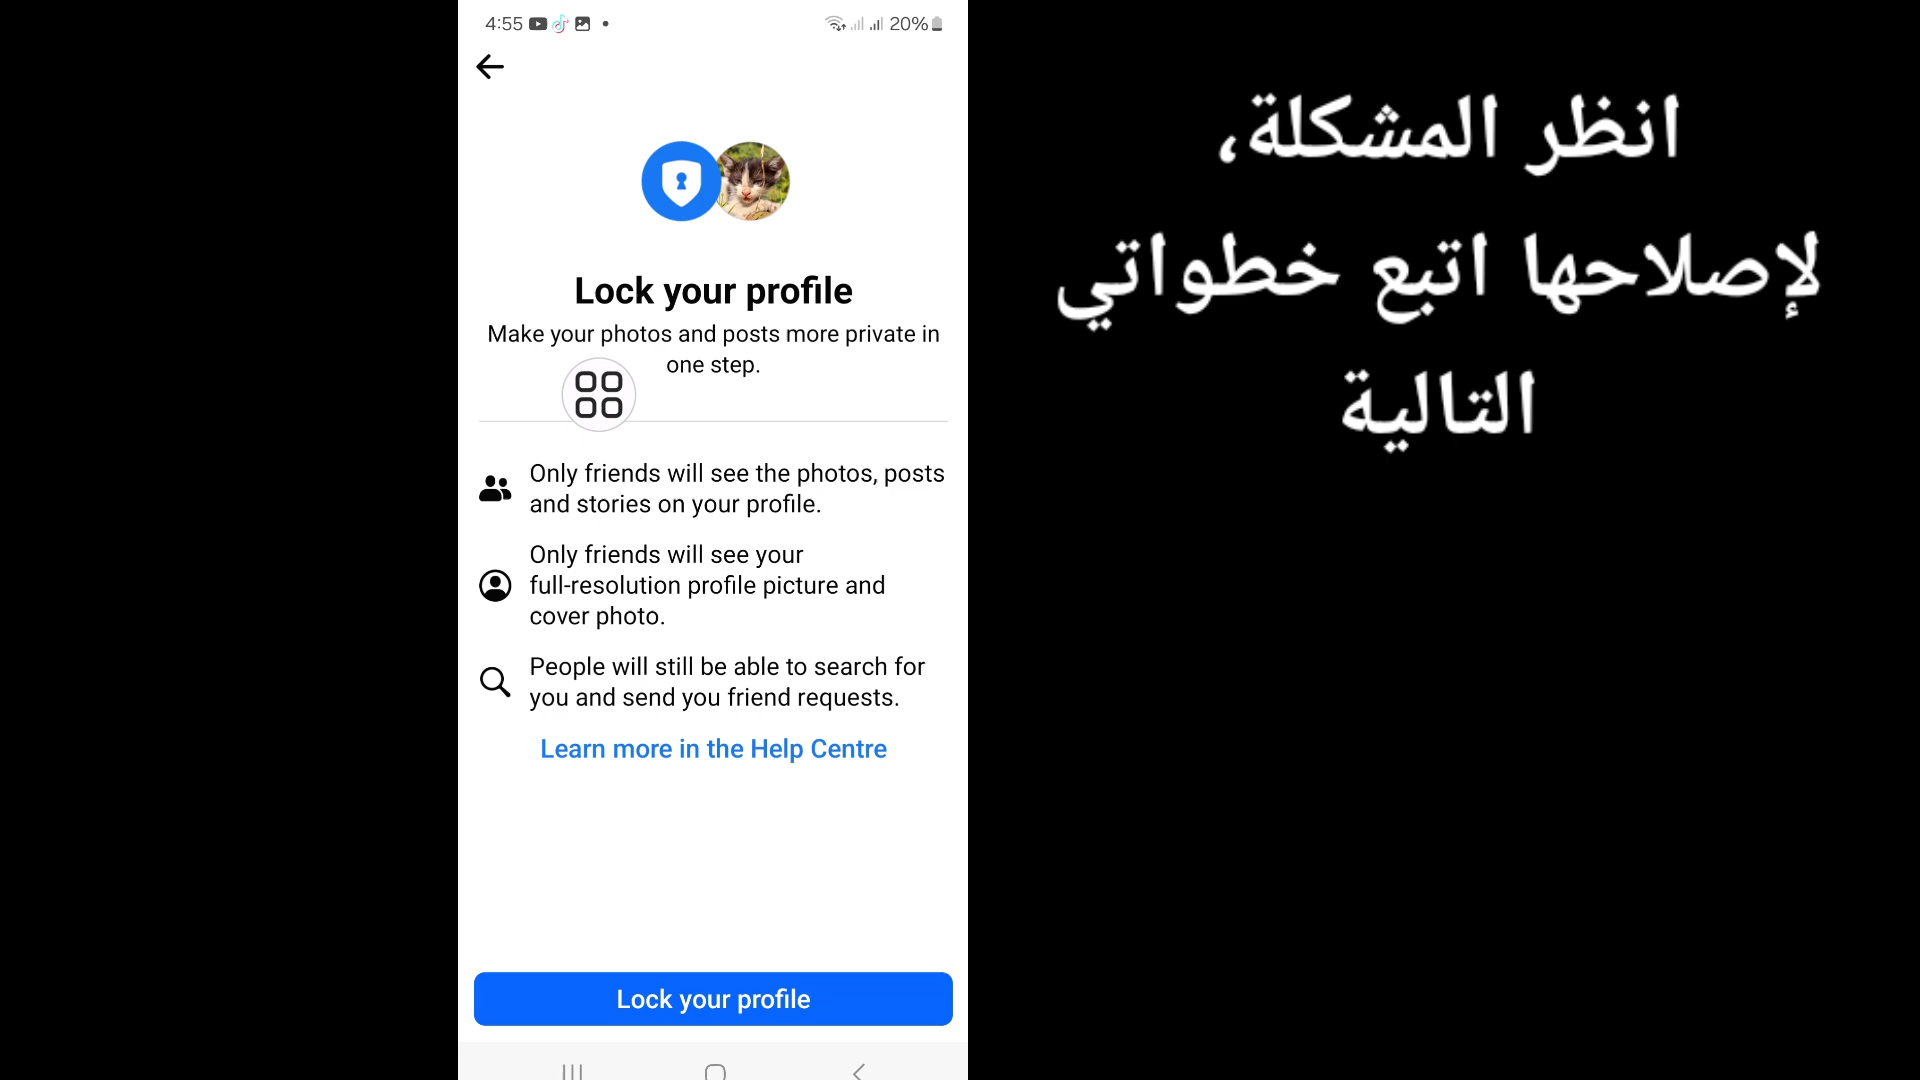 4:55
20%
Lock your profile
Make your photos and posts more private in
one step.
Only friends will see the photos, posts
and stories on your profile.
Only friends will see your
full-resolution profile picture and
cover photo.
People will still be able to search for
you and send you friend requests.
Learn more in the Help Centre
Lock your profile
انظر المشكلة،
لإصلاحها اتبع خطواتي
التالية